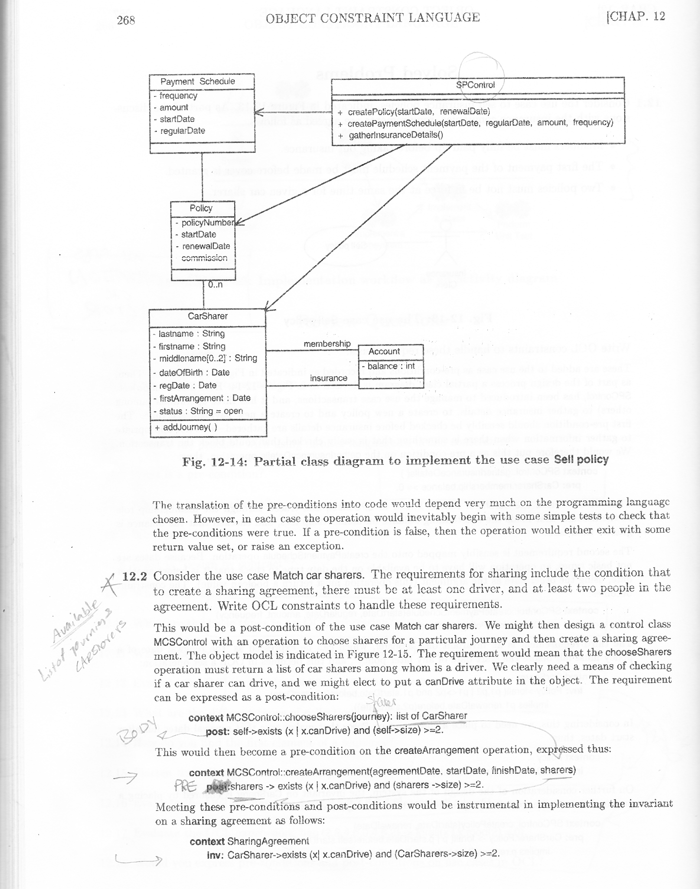 268
OBJECT CONSTRAINT LANGUAGE
[CHAP. 12
Payment Schedule
- frequency
- amount
- startDate
- regularDate
SPControl
+ createPolicy(startDate, renewalDate)
+ createPaymentSchedule(startDate, regularDate, amount, frequency)
+ gatherInsuranceDetails()
Policy
- policyNumber
- startDate
- renewalDate
commission
0..n
CarSharer
- lastname : String
- firstname : String
- middlename[0..2] : String
- dateOfBirth : Date
- regDate : Date
- firstArrangement : Date
- status : String = open
+ addJourney( )
membership
insurance
Account
- balance : int
Fig. 12-14: Partial class diagram to implement the use case Sell policy
The translation of the pre-conditions into code would depend very much on the programming language
chosen. However, in each case the operation would inevitably begin with some simple tests to check that
the pre-conditions were true. If a pre-condition is false, then the operation would either exit with some
return value set, or raise an exception.
12.2 Consider the use case Match car sharers. The requirements for sharing include the condition that
to create a sharing agreement, there must be at least one driver, and at least two people in the
agreement. Write OCL constraints to handle these requirements.
Available
List of
CARSHARERS
This would be a post-condition of the use case Match car sharers. We might then design a control class
MCSControl with an operation to choose sharers for a particular journey and then create a sharing agree-
ment. The object model is indicated in Figure 12-15. The requirement would mean that the chooseSharers
operation must return a list of car sharers among whom is a driver. We clearly need a means of checking
if a car sharer can drive, and we might elect to put a canDrive attribute in the object. The requirement
can be expressed as a post-condition:
context MCSControl::chooseSharers(journey): list of CarSharer
BODY
post: self->exists (x | x.canDrive) and (self->size) >=2.
This would then become a pre-condition on the createArrangement operation, expressed thus:
context MCSControl::createArrangement(agreementDate, startDate, finishDate, sharers)
PRE post:sharers -> exists (x | x.canDrive) and (sharers ->size) >=2.
Meeting these pre-conditions and post-conditions would be instrumental in implementing the invariant
on a sharing agreement as follows:
context SharingAgreement
inv: CarSharer->exists (x| x.canDrive) and (CarSharers->size) >=2.